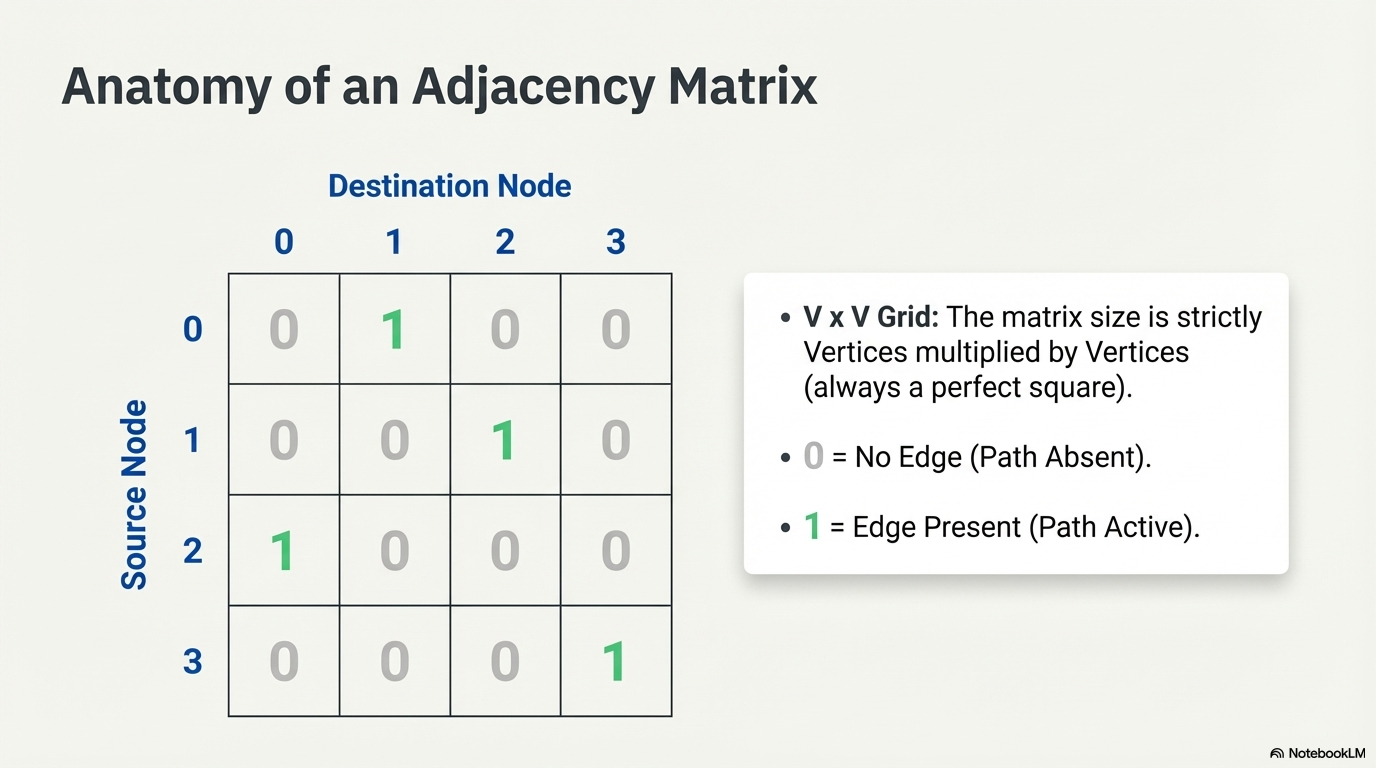 Anatomy of an Adjacency Matrix
Destination Node
0 1 2 3
Source Node
0 0 1 0 0
1 0 0 1 0
2 1 0 0 0
3 0 0 0 1
• V x V Grid: The matrix size is strictly
Vertices multiplied by Vertices
(always a perfect square).
• 0 = No Edge (Path Absent).
• 1 = Edge Present (Path Active).
NotebookLM